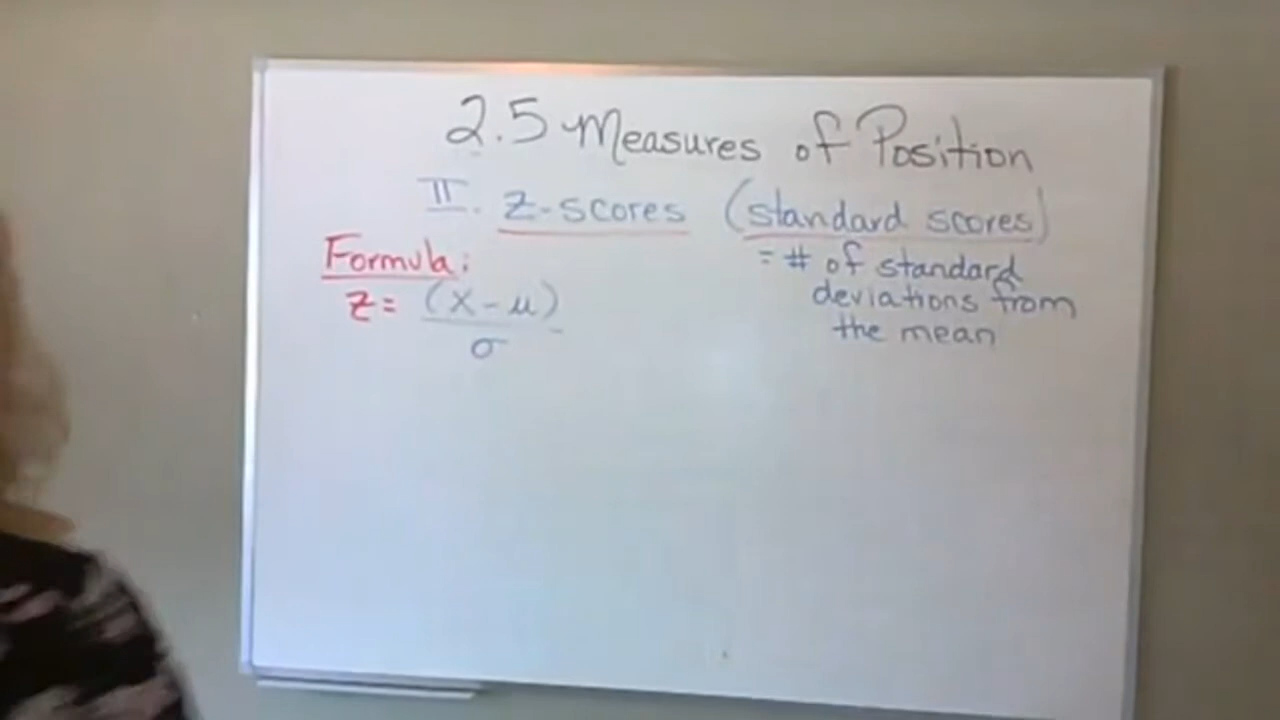 2.5 Measures of Position
II. z-scores (standard scores)
= # of standard
deviations from
the mean
Formula:
z = (x - μ)
σ